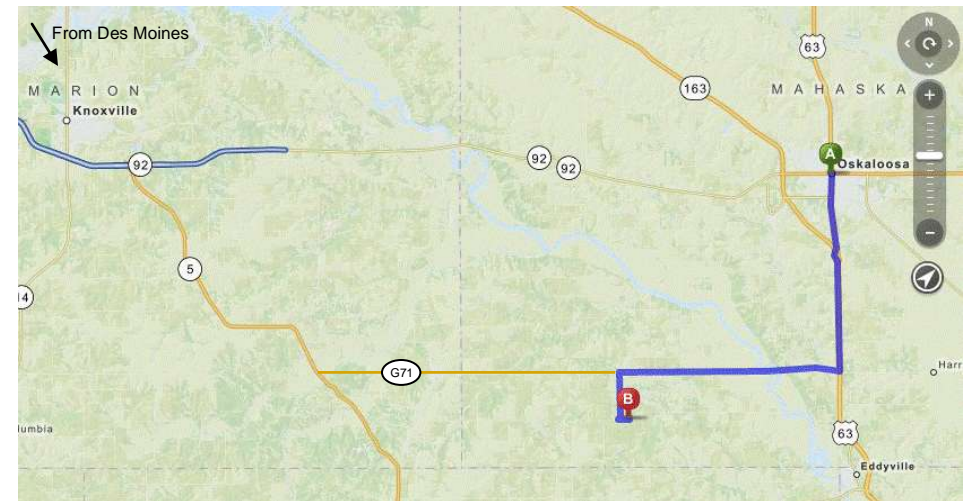 From Des Moines
N
63
163
MARION
MAHASKA
Knoxville
+
A
Oskaloosa
92
92
92
-
5
14
G71
Harr
B
lumbia
63
Eddyville